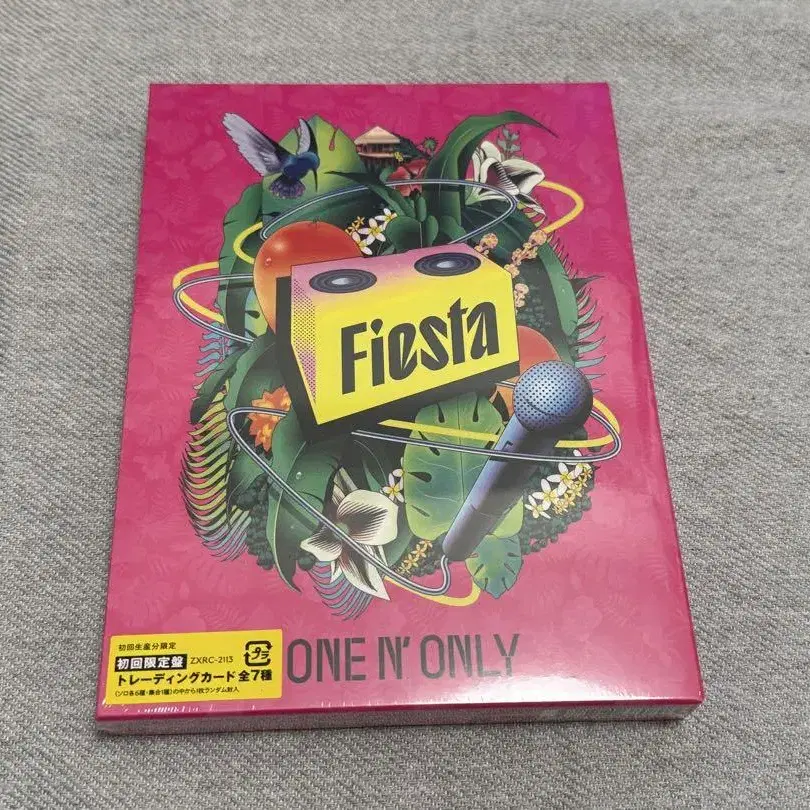 Fiesta
ONE N' ONLY
初回生産分限定
初回限定盤 ZXRC-2113
トレーディングカード全7種
(ソロ各6種・集合1種)の中から1枚ランダム封入
プラ